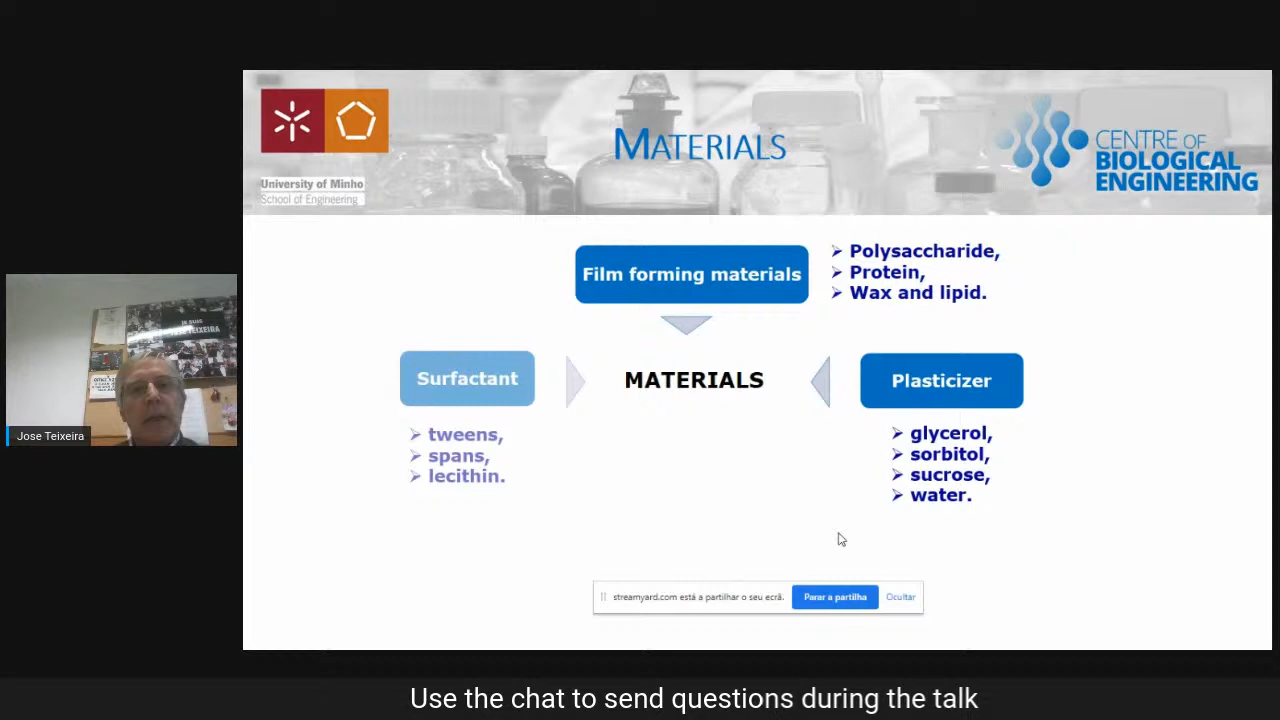 University of Minho
School of Engineering
MATERIALS
CENTRE OF
BIOLOGICAL
ENGINEERING
Film forming materials
Polysaccharide,
Protein,
Wax and lipid.
Surfactant
MATERIALS
Plasticizer
tweens,
spans,
lecithin.
glycerol,
sorbitol,
sucrose,
water.
TEIXEIRA
Jose Teixeira
streamyard.com está a partilhar o seu ecrã.
Parar a partilha
Ocultar
Use the chat to send questions during the talk